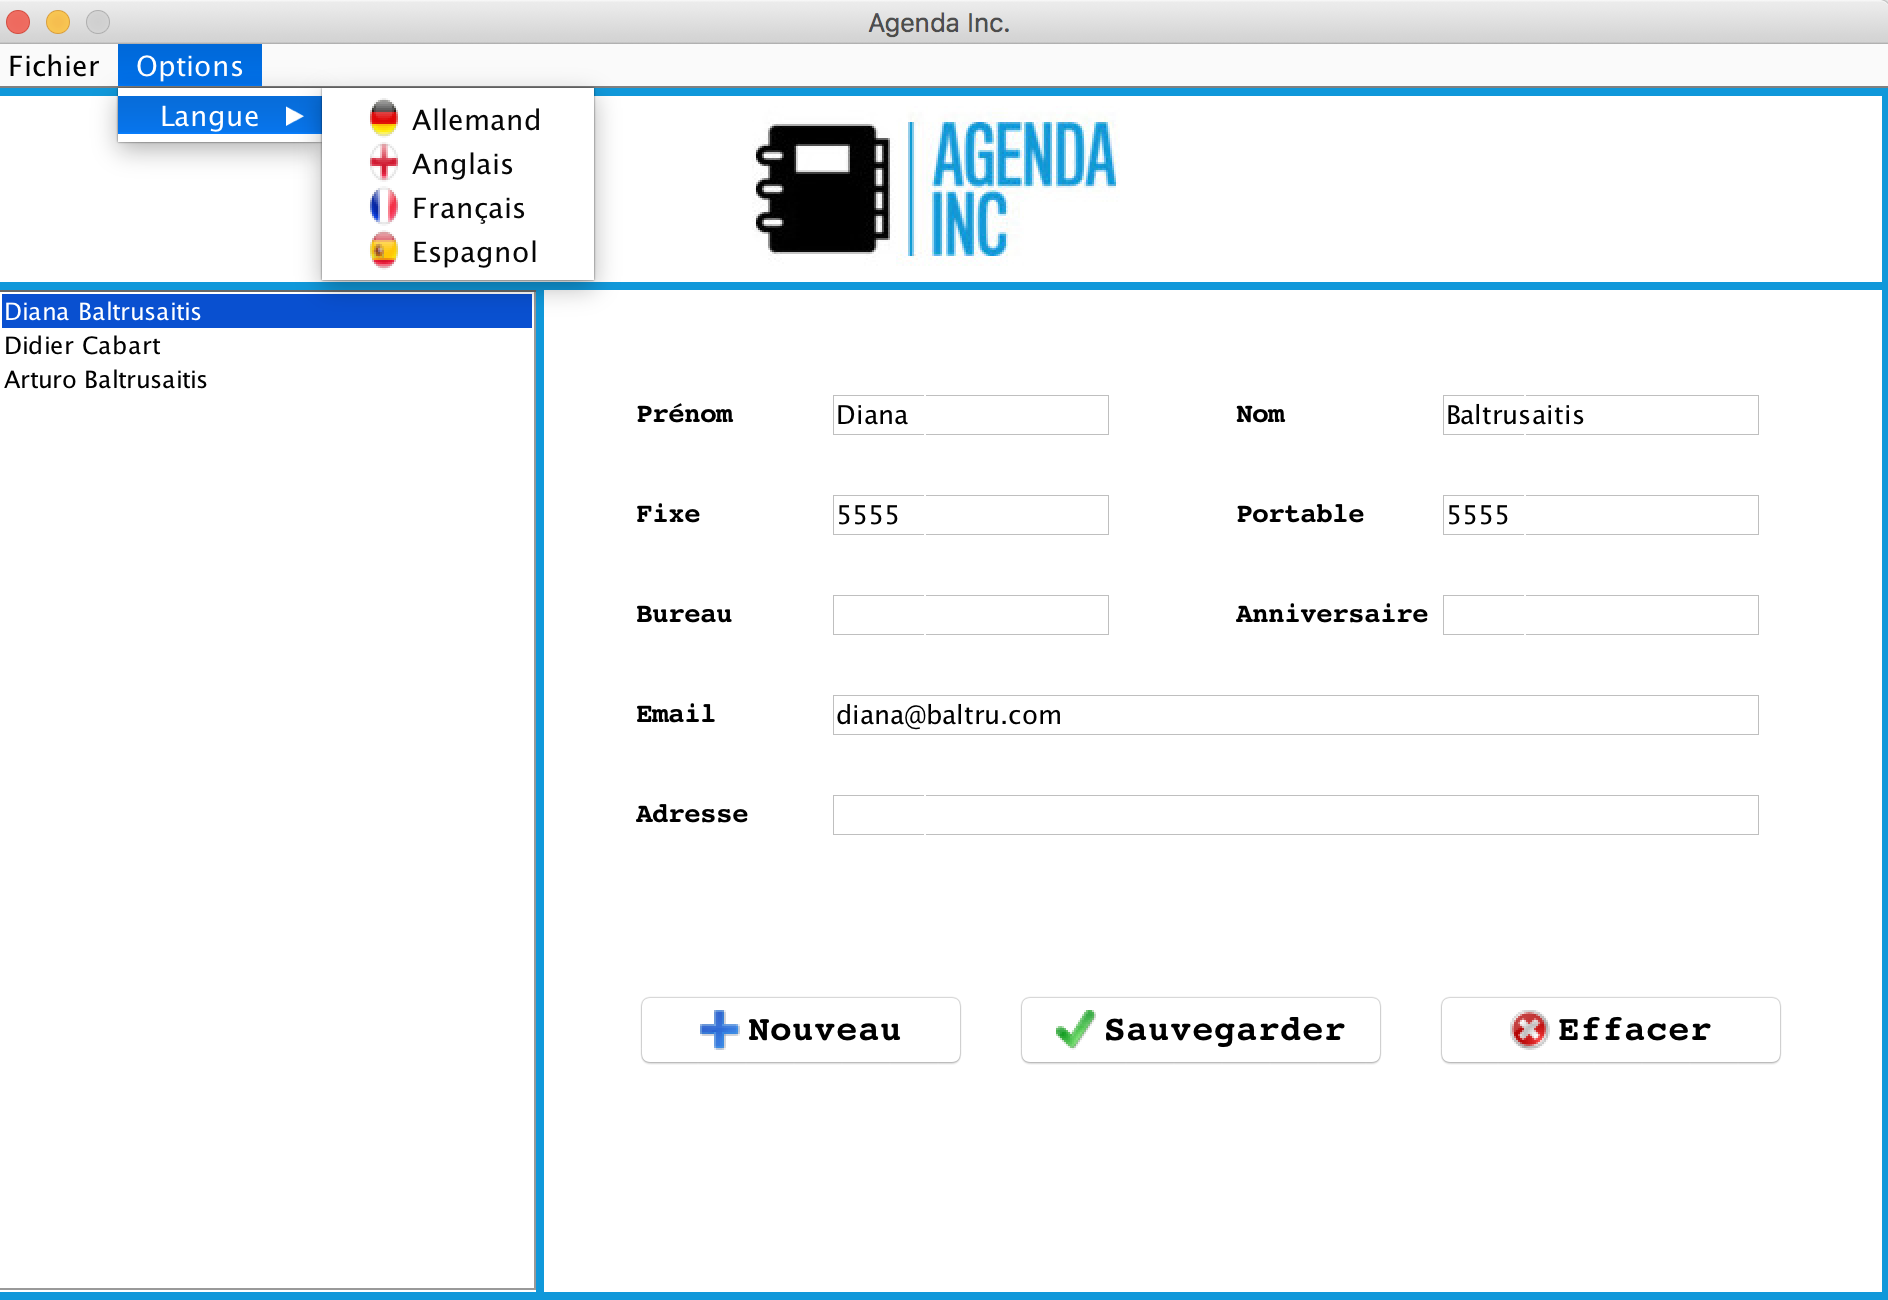 Agenda Inc.
Fichier Options
Langue
Allemand
Anglais
Français
Espagnol
AGENDA
INC
Diana Baltrusaitis
Didier Cabart
Arturo Baltrusaitis
Prénom Diana Nom Baltrusaitis
Fixe 5555 Portable 5555
Bureau Anniversaire
Email diana@baltru.com
Adresse
Nouveau Sauvegarder Effacer